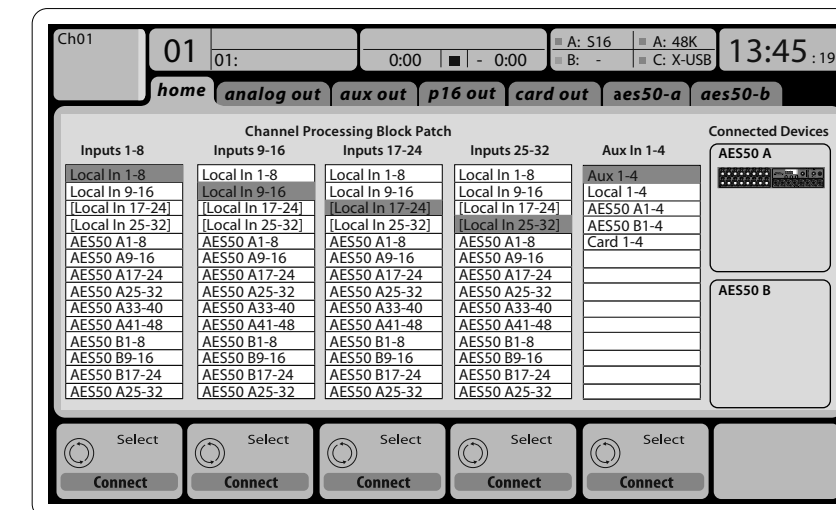 Ch01
01
01:
0:00
- 0:00
A: S16
B: -
A: 48K
C: X-USB
13:45 :19
home
analog out
aux out
p16 out
card out
aes50-a
aes50-b
Channel Processing Block Patch
Connected Devices
Inputs 1-8
Inputs 9-16
Inputs 17-24
Inputs 25-32
Aux In 1-4
Local In 1-8
Local In 9-16
[Local In 17-24]
[Local In 25-32]
AES50 A1-8
AES50 A9-16
AES50 A17-24
AES50 A25-32
AES50 A33-40
AES50 A41-48
AES50 B1-8
AES50 B9-16
AES50 B17-24
AES50 A25-32
Local In 1-8
Local In 9-16
[Local In 17-24]
[Local In 25-32]
AES50 A1-8
AES50 A9-16
AES50 A17-24
AES50 A25-32
AES50 A33-40
AES50 A41-48
AES50 B1-8
AES50 B9-16
AES50 B17-24
AES50 A25-32
Local In 1-8
Local In 9-16
[Local In 17-24]
[Local In 25-32]
AES50 A1-8
AES50 A9-16
AES50 A17-24
AES50 A25-32
AES50 A33-40
AES50 A41-48
AES50 B1-8
AES50 B9-16
AES50 B17-24
AES50 A25-32
Local In 1-8
Local In 9-16
[Local In 17-24]
[Local In 25-32]
AES50 A1-8
AES50 A9-16
AES50 A17-24
AES50 A25-32
AES50 A33-40
AES50 A41-48
AES50 B1-8
AES50 B9-16
AES50 B17-24
AES50 A25-32
Aux 1-4
Local 1-4
AES50 A1-4
AES50 B1-4
Card 1-4
AES50 A
AES50 B
Select
Connect
Select
Connect
Select
Connect
Select
Connect
Select
Connect